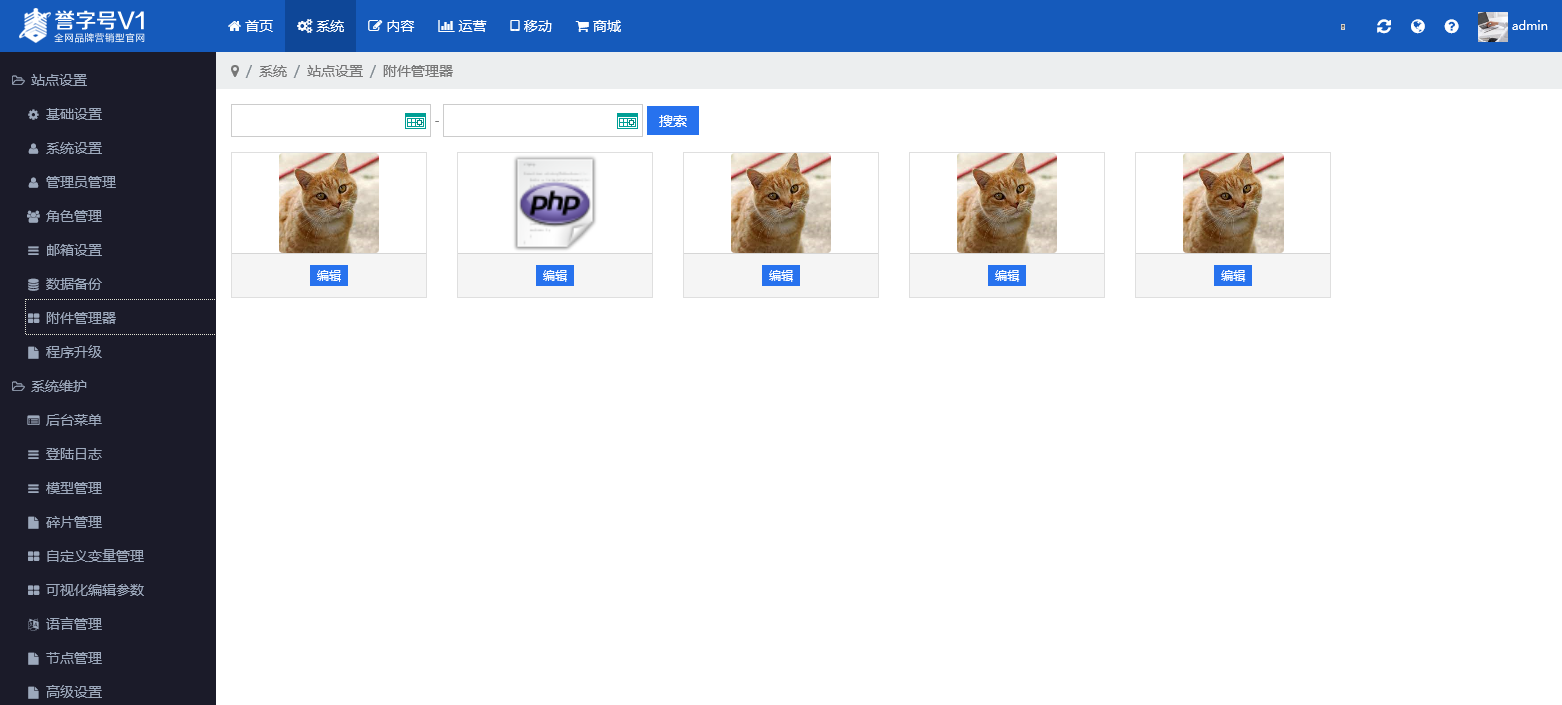 誉字号V1
全网品牌营销型官网
首页 系统 内容 运营 移动 商城
admin
/ 系统 / 站点设置 / 附件管理器
- 搜索
php
编辑 编辑 编辑 编辑 编辑
站点设置
基础设置
系统设置
管理员管理
角色管理
邮箱设置
数据备份
附件管理器
程序升级
系统维护
后台菜单
登陆日志
模型管理
碎片管理
自定义变量管理
可视化编辑参数
语言管理
节点管理
高级设置